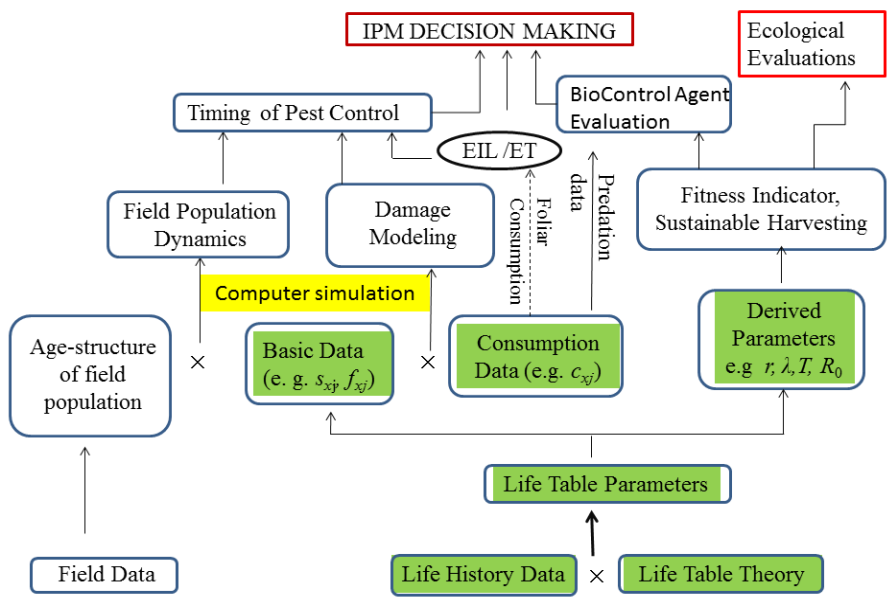 IPM DECISION MAKING
Ecological
Evaluations
Timing of Pest Control
BioControl Agent
Evaluation
EIL /ET
Field Population
Dynamics
Damage
Modeling
Foliar
Consumption
Predation
data
Fitness Indicator,
Sustainable Harvesting
Computer simulation
Age-structure
of field
population
×
Basic Data
(e. g. sxj, fxj)
×
Consumption
Data (e.g. cxj)
Derived
Parameters
e.g r, λ,T, R0
Life Table Parameters
Field Data
Life History Data
×
Life Table Theory